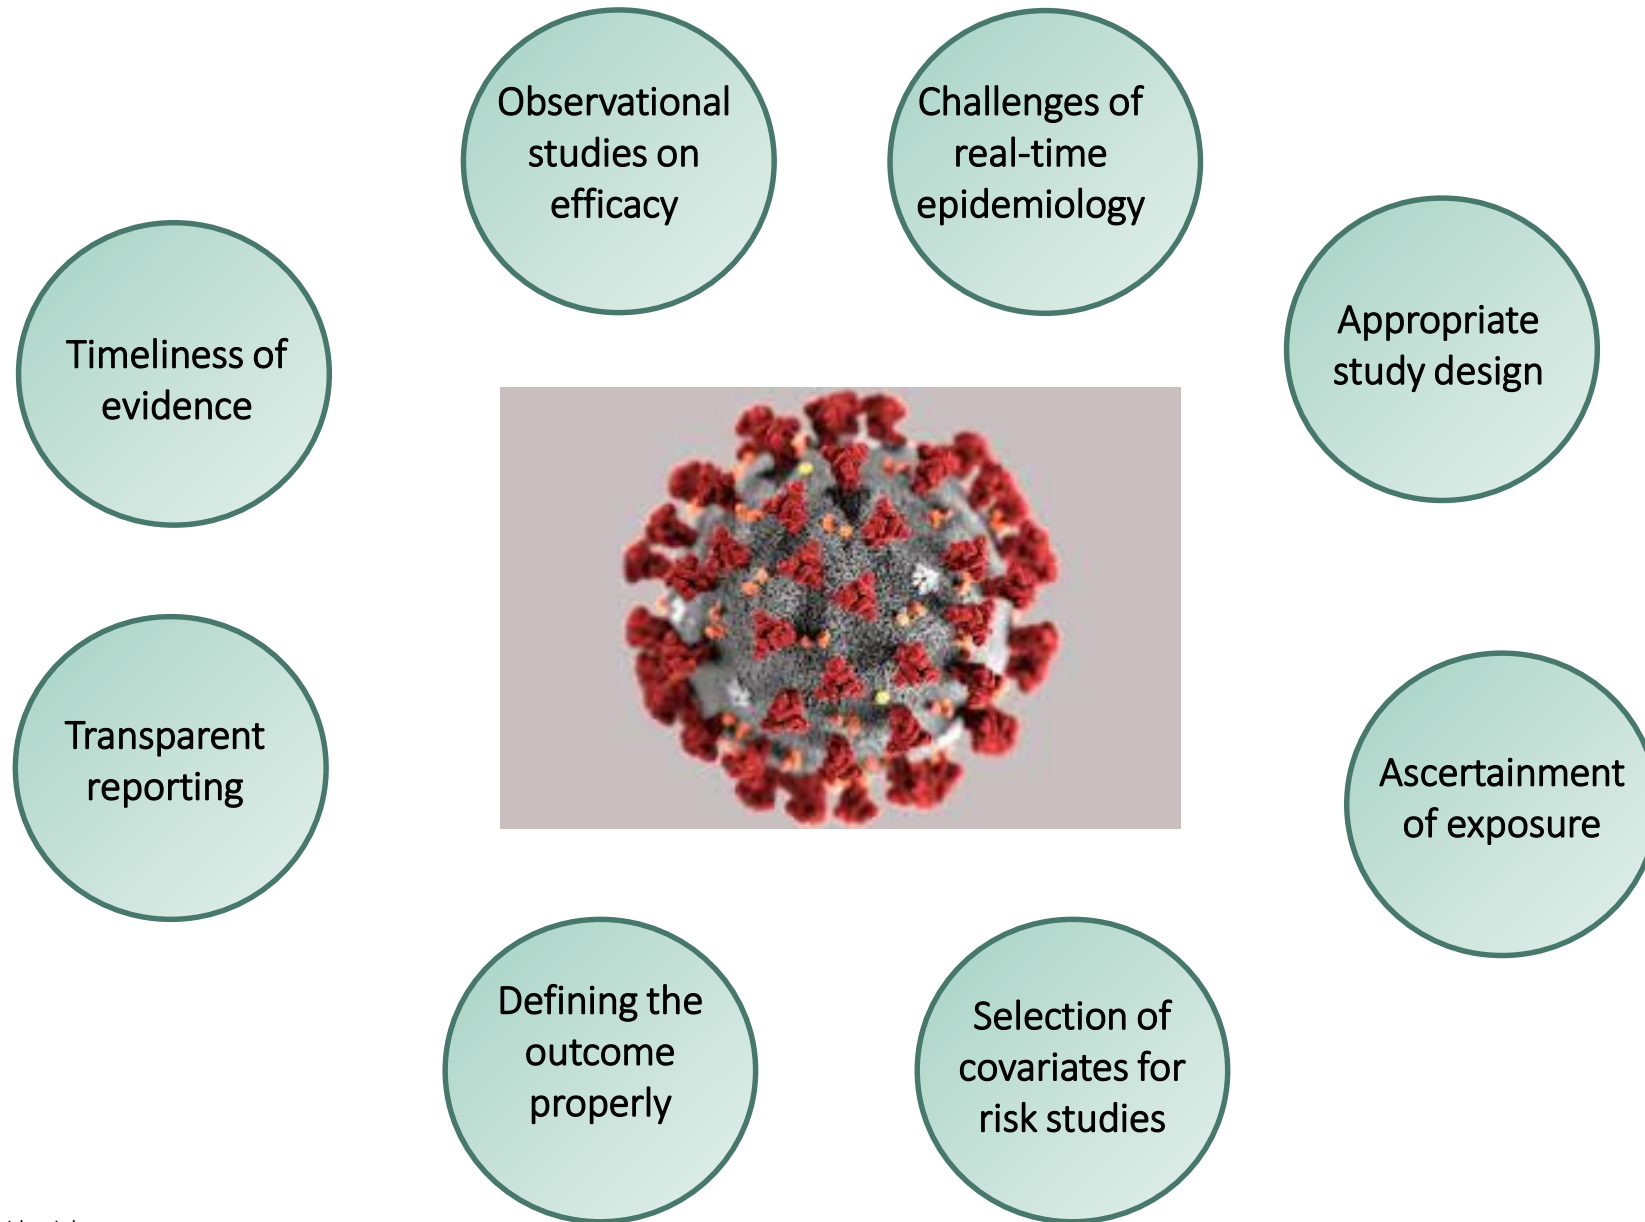 Observational
studies on
efficacy
Challenges of
real-time
epidemiology
Appropriate
study design
Timeliness of
evidence
Transparent
reporting
Ascertainment
of exposure
Defining the
outcome
properly
Selection of
covariates for
risk studies